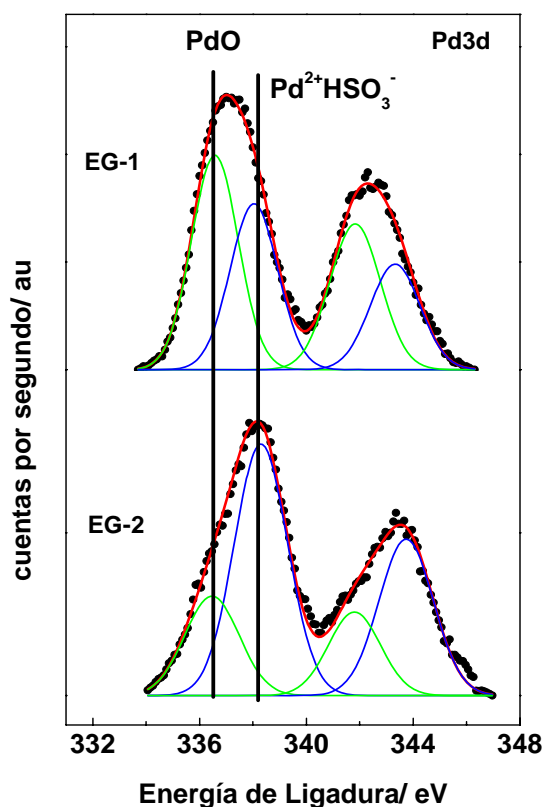 PdO
Pd3d
Pd²⁺HSO₃⁻
EG-1
EG-2
cuentas por segundo/ au
332 336 340 344 348
Energía de Ligadura/ eV